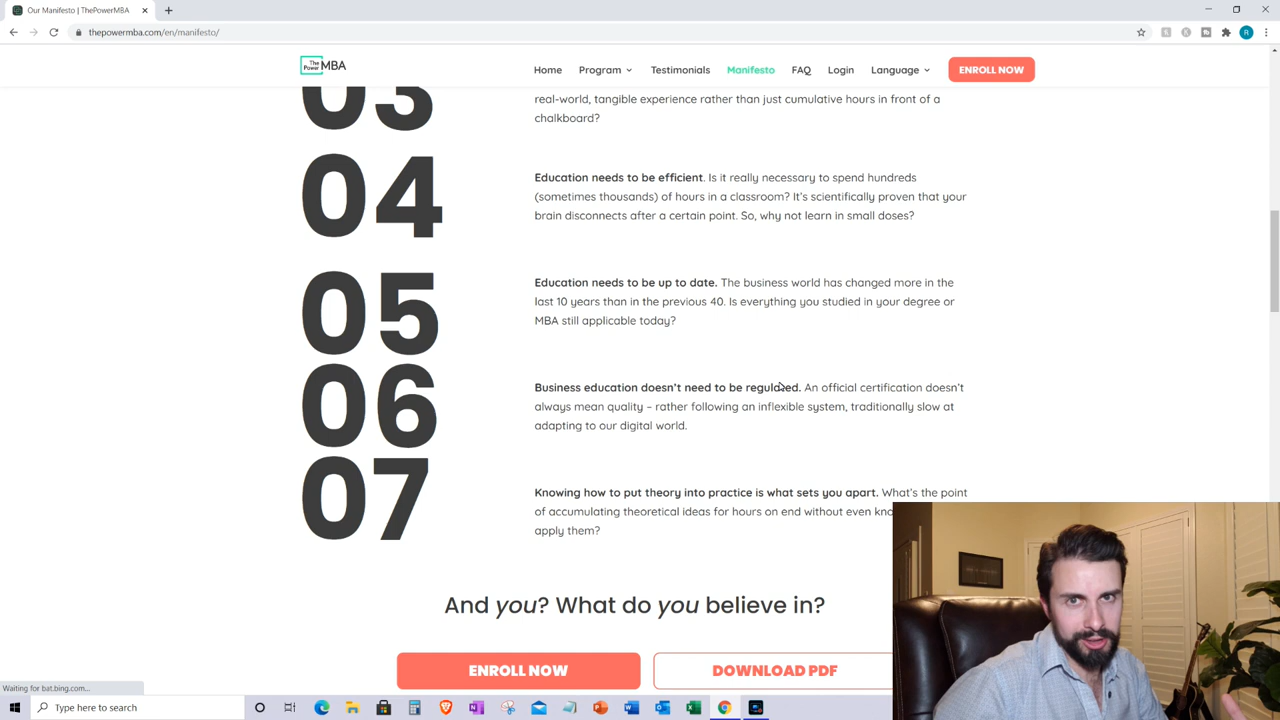 Our Manifesto | ThePowerMBA
thepowermba.com/en/manifesto/
R
The Power MBA
Home Program Testimonials Manifesto FAQ Login Language ENROLL NOW
03
real-world, tangible experience rather than just cumulative hours in front of a
chalkboard?
04
Education needs to be efficient. Is it really necessary to spend hundreds
(sometimes thousands) of hours in a classroom? It's scientifically proven that your
brain disconnects after a certain point. So, why not learn in small doses?
05
Education needs to be up to date. The business world has changed more in the
last 10 years than in the previous 40. Is everything you studied in your degree or
MBA still applicable today?
06
Business education doesn't need to be regulated. An official certification doesn't
always mean quality – rather following an inflexible system, traditionally slow at
adapting to our digital world.
07
Knowing how to put theory into practice is what sets you apart. What's the point
of accumulating theoretical ideas for hours on end without even
apply them?
And you? What do you believe in?
ENROLL NOW DOWNLOAD PDF
Waiting for bat.bing.com...
Type here to search